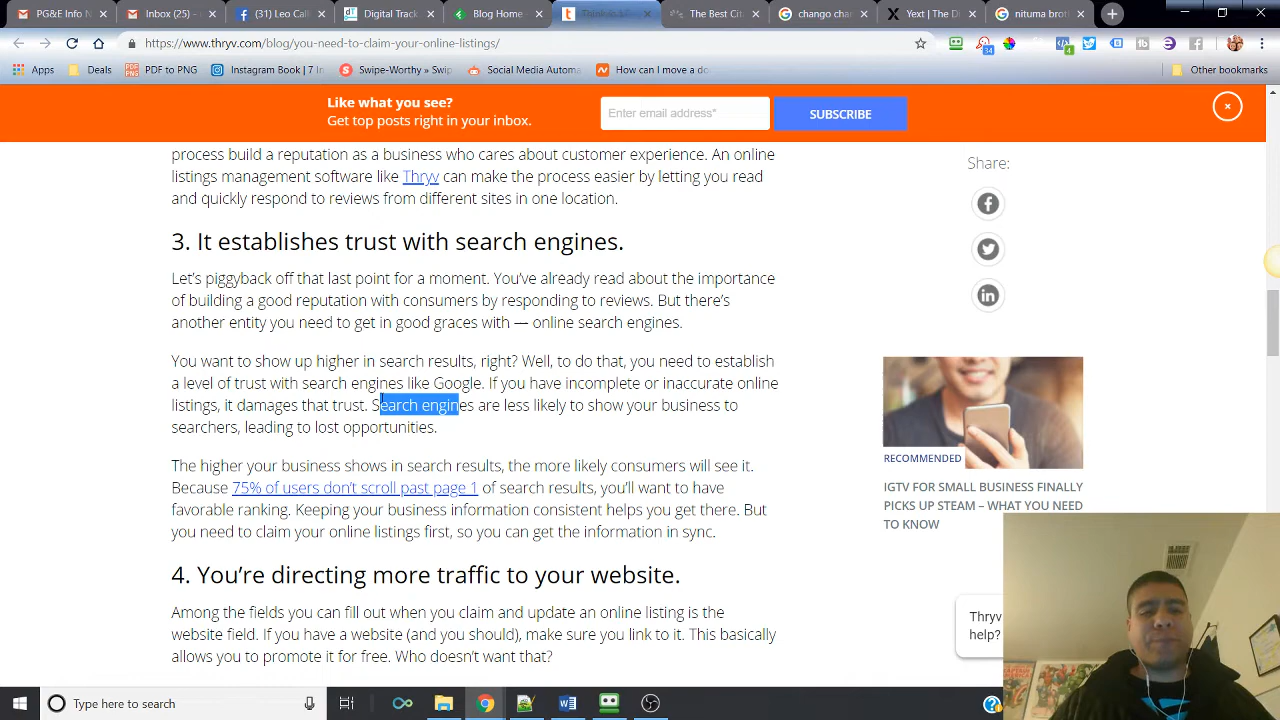 PG&E Info N
Inbox (25) -
(31) Leo Call
Digital Track
Blog Home -
The Best Cit
chango char
Yext | The Di
nituma brot
https://www.thryv.com/blog/you-need-to-claim-your-online-listings/
Apps
Deals
PDF to PNG
Instagram Book | 7 In
Swipe-Worthy » Swip
Social Media Automa
How can I move a do
Other bookmarks
Like what you see?
Get top posts right in your inbox.
Enter email address*
SUBSCRIBE
process build a reputation as a business who cares about customer experience. An online
listings management software like Thryv can make the process easier by letting you read
and quickly respond to reviews from different sites in one location.
3. It establishes trust with search engines.
Let's piggyback off that last point for a moment. You've already read about the importance
of building a good reputation with consumers by responding to reviews. But there's
another entity you need to get in good graces with — online search engines.
You want to show up higher in search results, right? Well, to do that, you need to establish
a level of trust with search engines like Google. If you have incomplete or inaccurate online
listings, it damages that trust. Search engines are less likely to show your business to
searchers, leading to lost opportunities.
The higher your business shows in search results, the more likely consumers will see it.
Because 75% of users don't scroll past page 1 of search results, you'll want to have
favorable rank. Keeping your business information consistent helps you get there. But
you need to claim your online listings first, so you can get the information in sync.
4. You're directing more traffic to your website.
Among the fields you can fill out when you claim and update an online listing is the
website field. If you have a website (and you should), make sure you link to it. This basically
allows you to promote it for free. Who doesn't want that?
Share:
RECOMMENDED
IGTV FOR SMALL BUSINESS FINALLY
PICKS UP STEAM – WHAT YOU NEED
TO KNOW
Thryv
help?
Type here to search